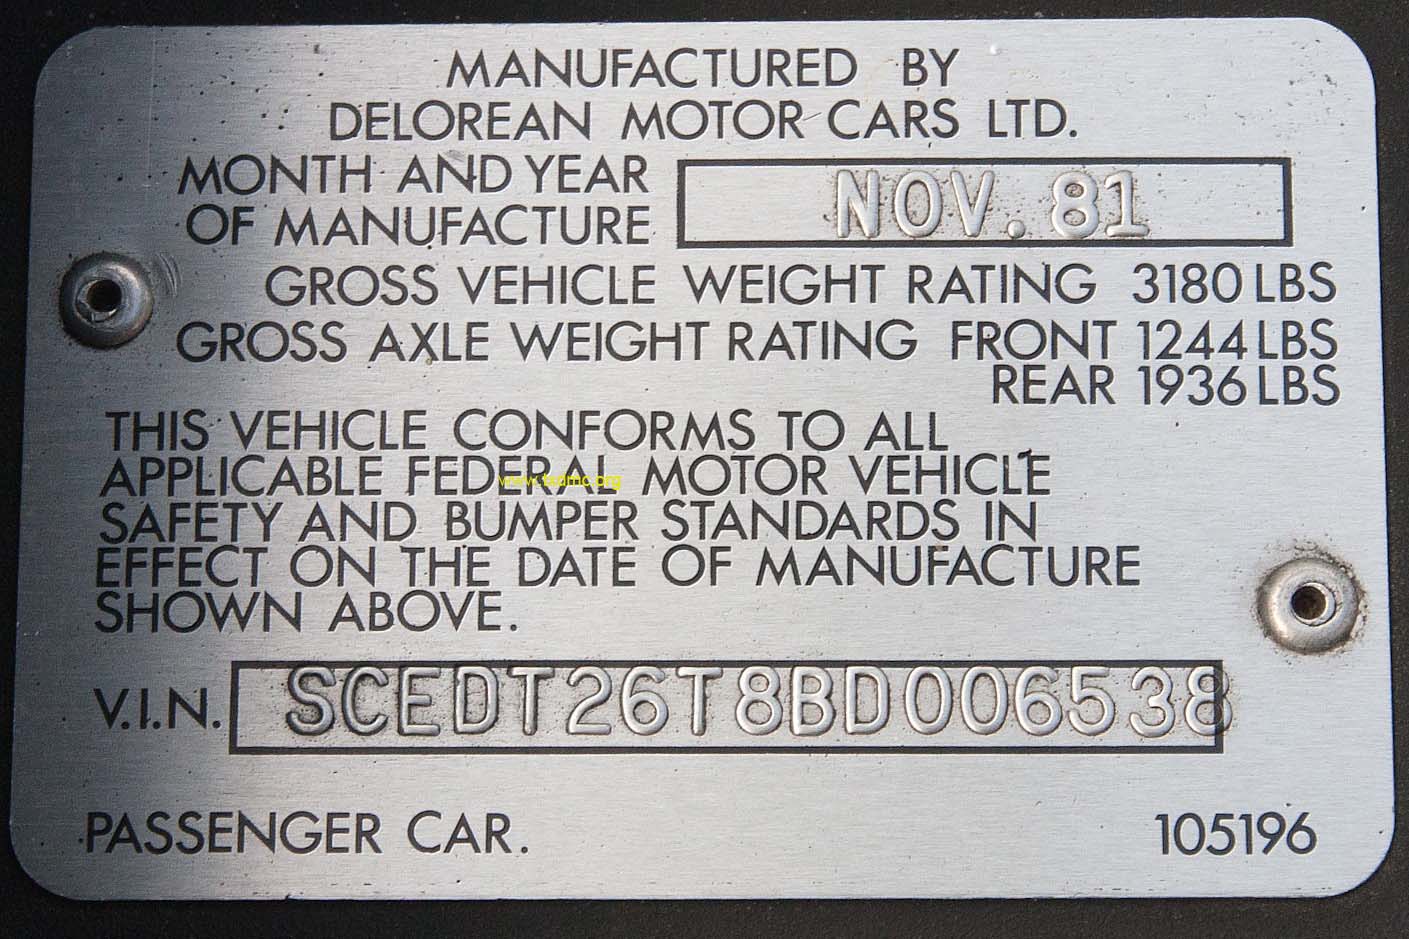 MANUFACTURED BY
DELOREAN MOTOR CARS LTD.
MONTH AND YEAR
OF MANUFACTURE
NOV. 81
GROSS VEHICLE WEIGHT RATING 3180 LBS
GROSS AXLE WEIGHT RATING FRONT 1244 LBS
REAR 1936 LBS
THIS VEHICLE CONFORMS TO ALL
APPLICABLE FEDERAL MOTOR VEHICLE
www.txdmc.org
SAFETY AND BUMPER STANDARDS IN
EFFECT ON THE DATE OF MANUFACTURE
SHOWN ABOVE.
V.I.N. SCEDT26T8BD006538
PASSENGER CAR. 105196